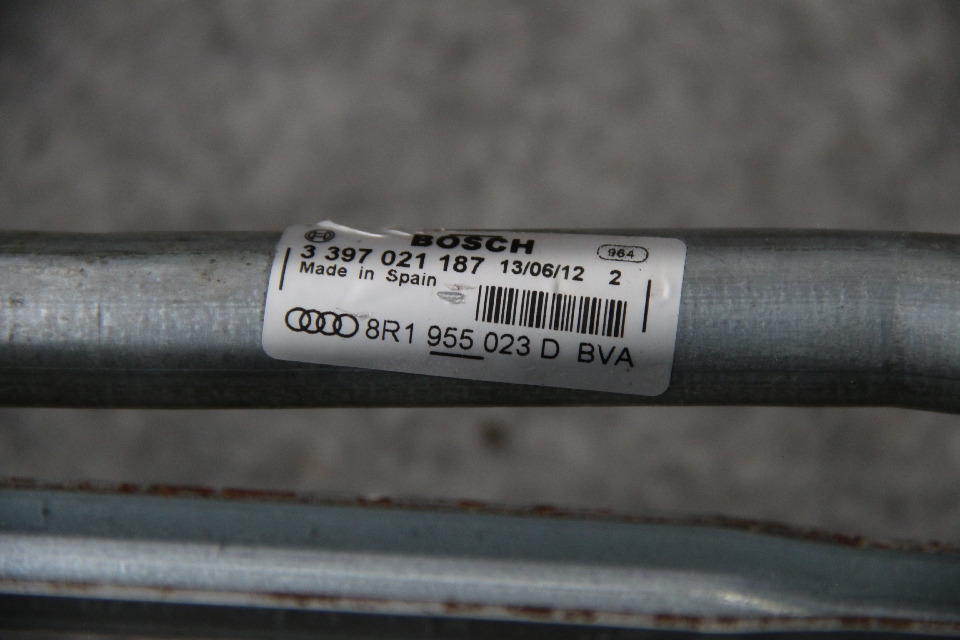 BOSCH 964
3 397 021 187 13/06/12 2
Made in Spain
8R1 955 023 D BVA